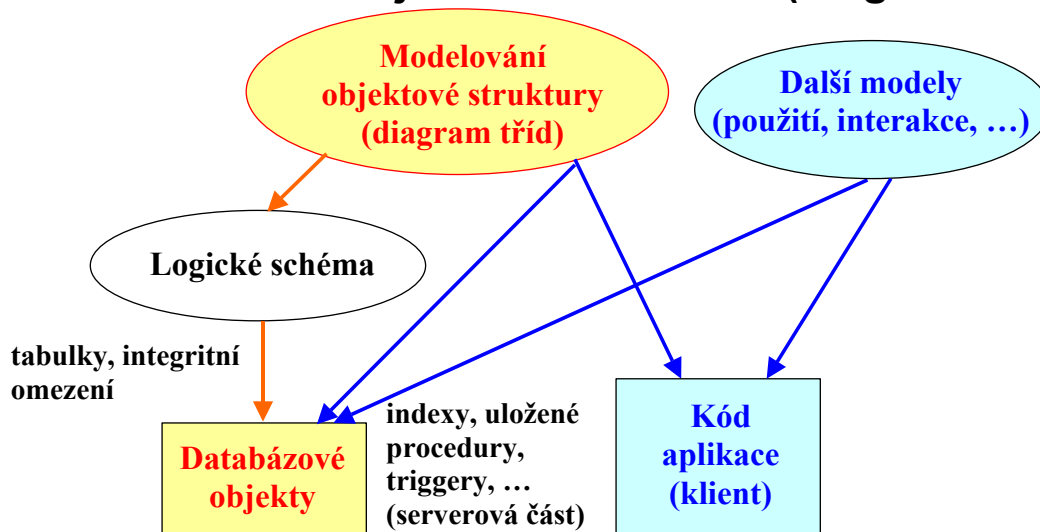 Modelování
objektové struktury
(diagram tříd)
Další modely
(použití, interakce, …)
Logické schéma
tabulky, integritní
omezení
Databázové
objekty
indexy, uložené
procedury,
triggery, …
(serverová část)
Kód
aplikace
(klient)